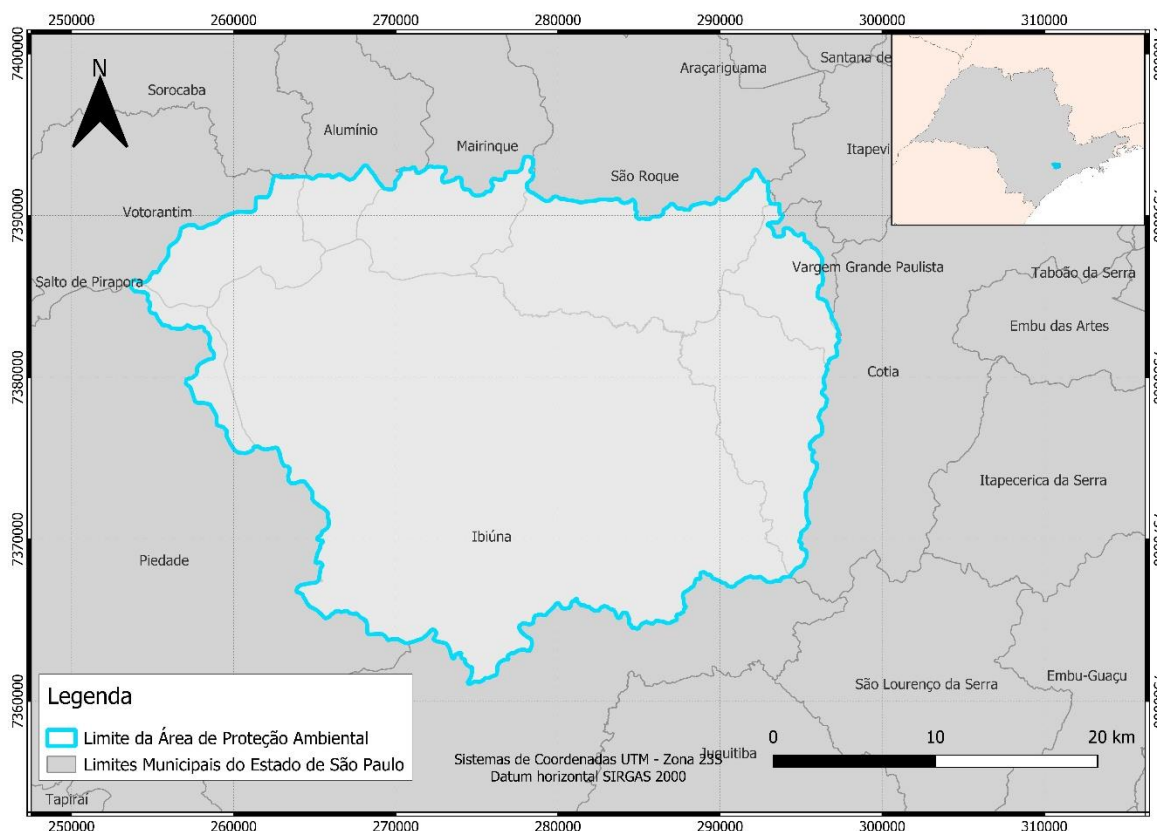 250000 260000 270000 280000 290000 300000 310000
7400000
N
Sorocaba
Araçariguama
Santana de
Alumínio
Mairinque
Itapevi
São Roque
7390000
7390000
Votorantim
Salto de Pirapora
Vargem Grande Paulista
Taboão da Serra
Embu das Artes
7380000
7380000
Cotia
Itapecerica da Serra
7370000
7370000
Ibiúna
Piedade
São Lourenço da Serra
Embu-Guaçu
7360000
7360000
Legenda
Limite da Área de Proteção Ambiental
Limites Municipais do Estado de São Paulo
Juquitiba
Sistemas de Coordenadas UTM - Zona 23S
Datum horizontal SIRGAS 2000
0 10 20 km
Tapiraí
250000 260000 270000 280000 290000 300000 310000